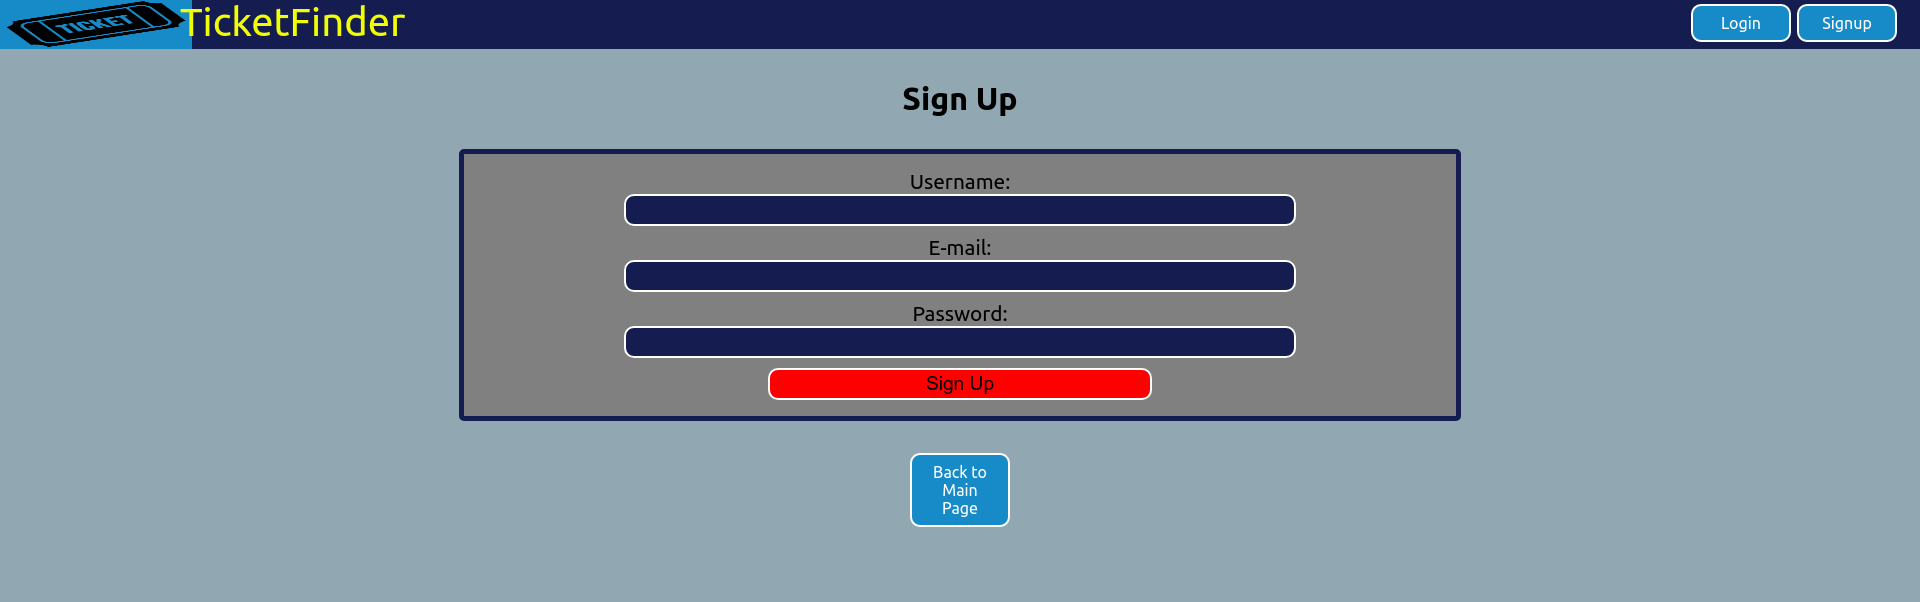 TICKET
TicketFinder
Login
Signup
Sign Up
Username:
E-mail:
Password:
Sign Up
Back to
Main
Page